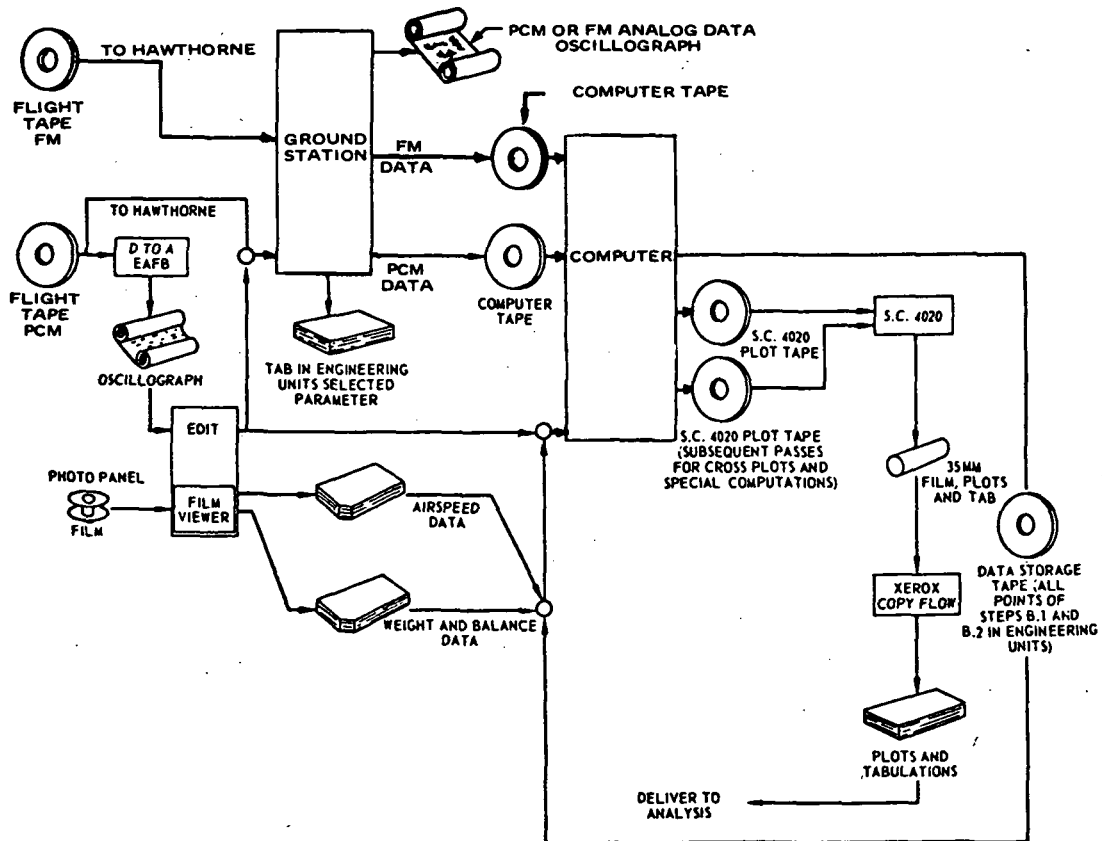 TO HAWTHORNE
PCM OR FM ANALOG DATA
OSCILLOGRAPH
FLIGHT
TAPE
FM
GROUND
STATION
COMPUTER TAPE
FM
DATA
TO HAWTHORNE
D TO A
EAFB
FLIGHT
TAPE
PCM
PCM
DATA
COMPUTER
TAPE
COMPUTER
OSCILLOGRAPH
TAB IN ENGINEERING
UNITS SELECTED
PARAMETER
S.C. 4020
PLOT TAPE
S.C. 4020
EDIT
S.C. 4020 PLOT TAPE
(SUBSEQUENT PASSES
FOR CROSS PLOTS AND
SPECIAL COMPUTATIONS)
35MM
FILM, PLOTS
AND TAB
PHOTO PANEL
FILM
FILM
VIEWER
AIRSPEED
DATA
WEIGHT AND BALANCE
DATA
XEROX
COPY FLOW
DATA STORAGE
TAPE (ALL
POINTS OF
STEPS B.1 AND
B.2 IN ENGINEERING
UNITS)
PLOTS AND
TABULATIONS
DELIVER TO
ANALYSIS